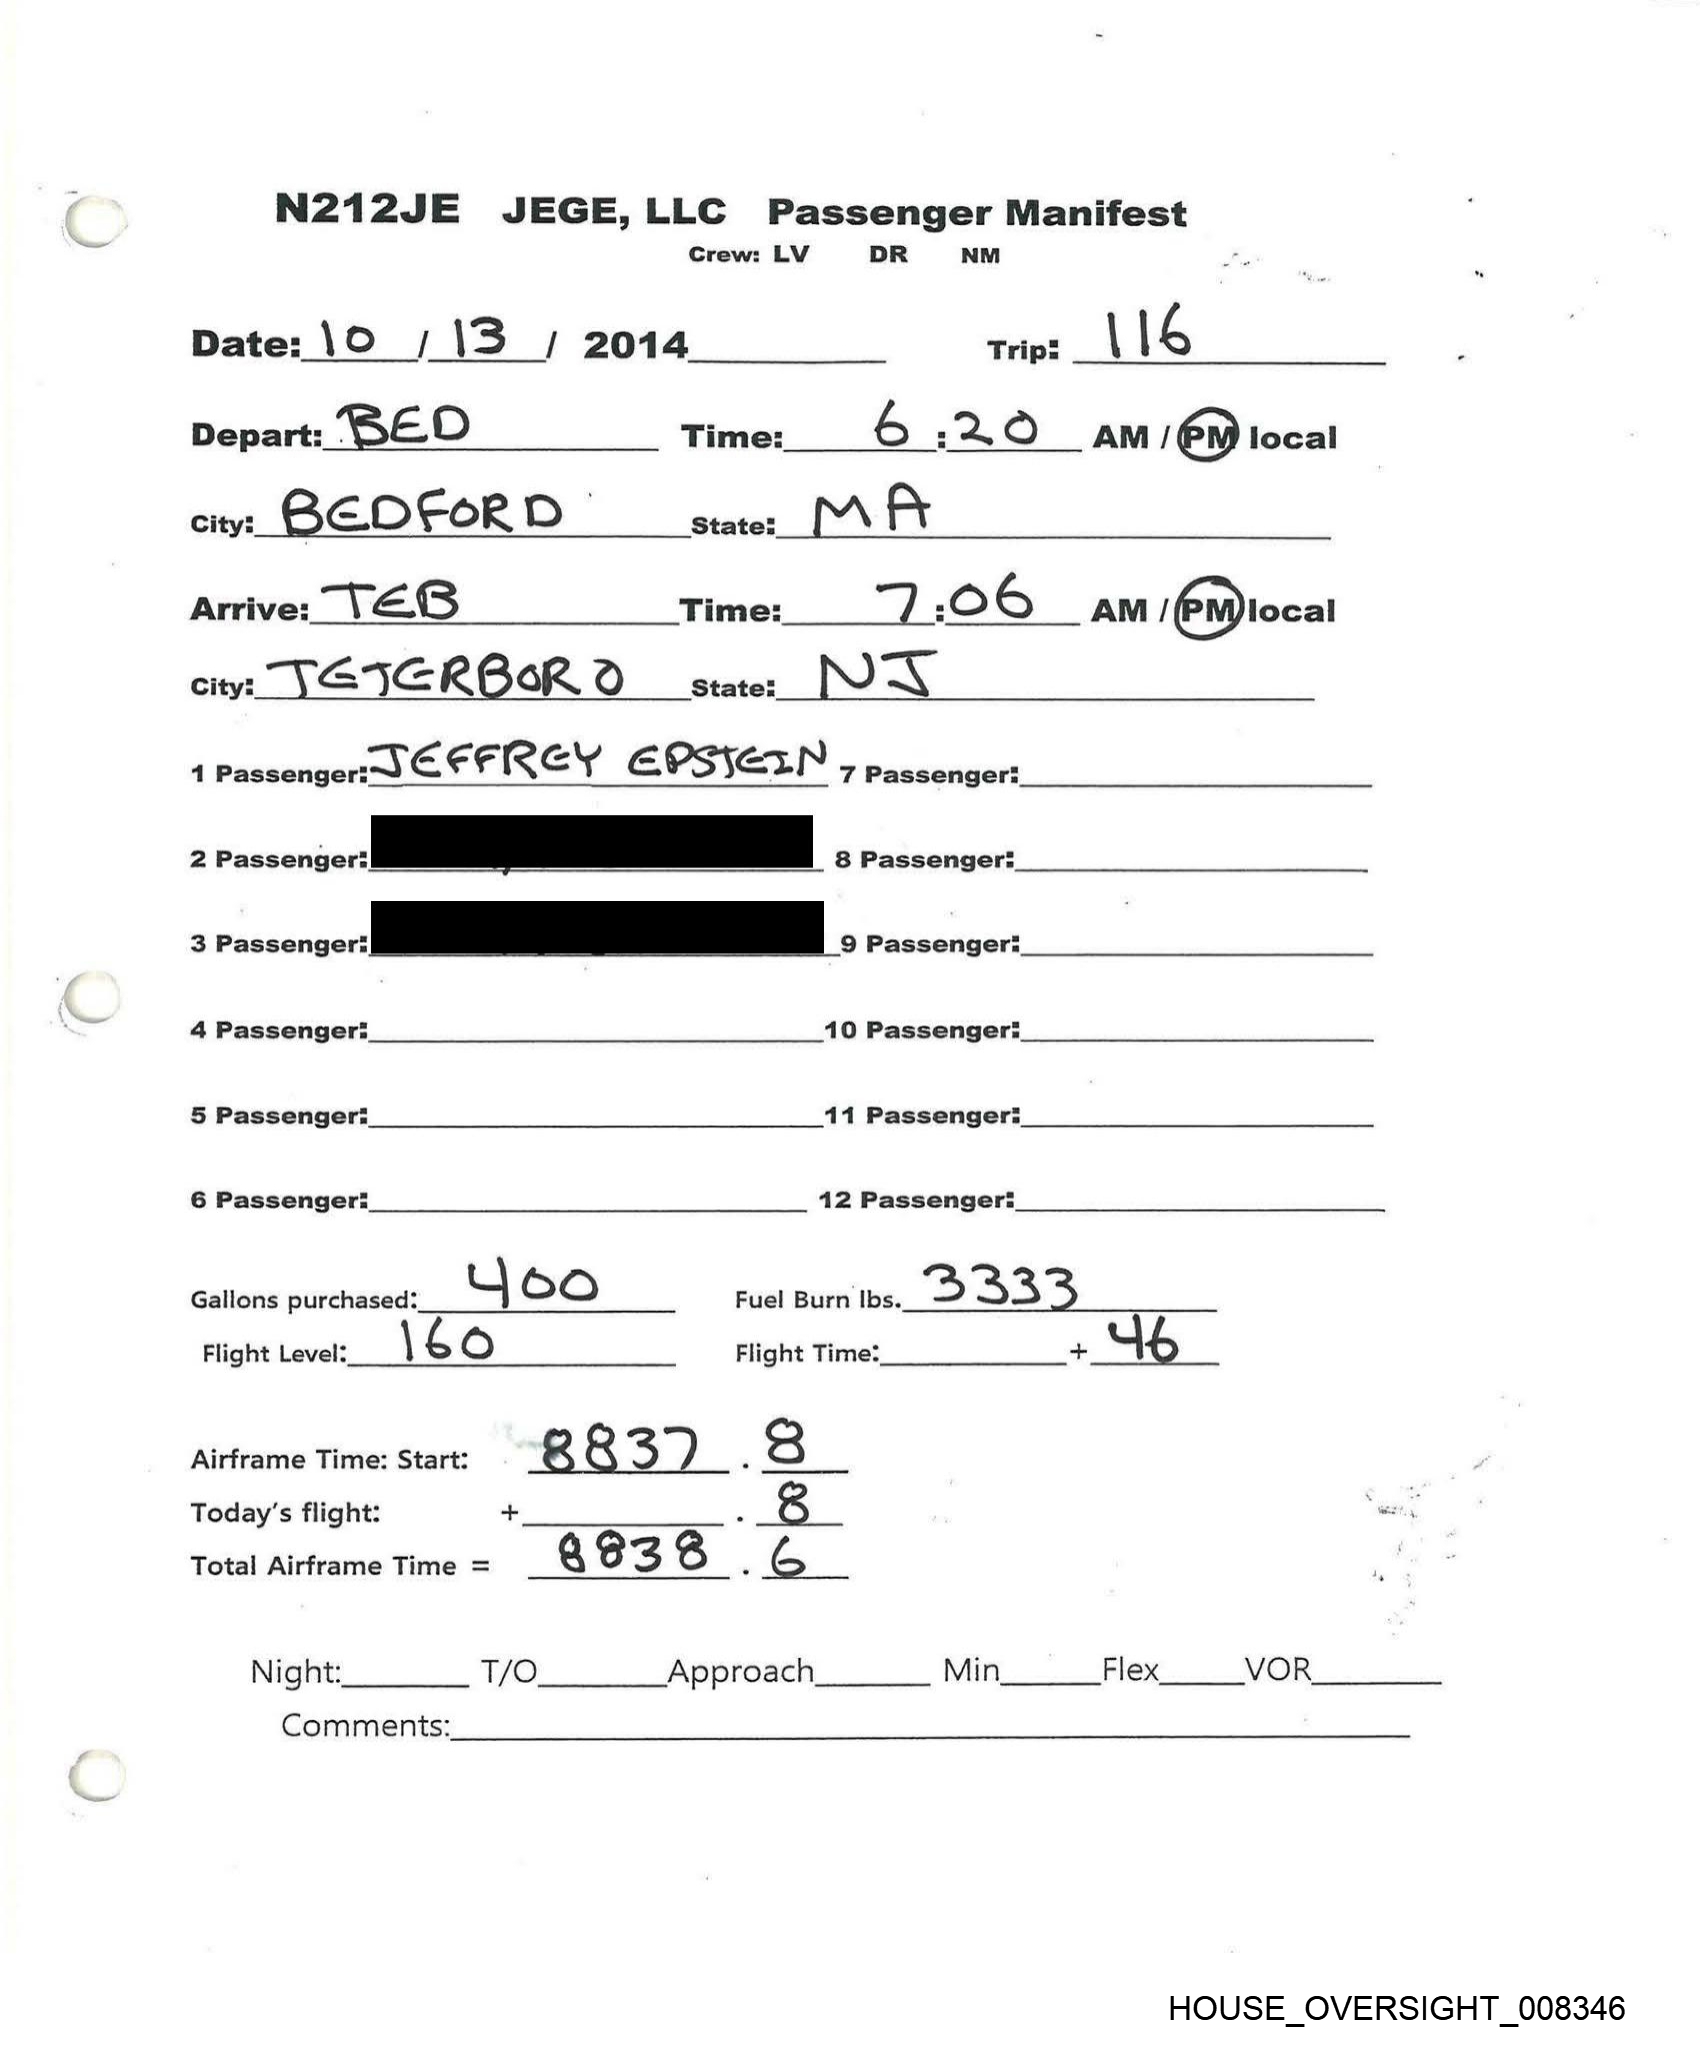 N212JE JEGE, LLC Passenger Manifest
Crew: LV DR NM
Date: 10 / 13 / 2014 Trip: 116
Depart: BED Time: 6:20 AM / PM local
City: BEDFORD State: MA
Arrive: TEB Time: 7:06 AM / PM local
City: TETERBORO State: NJ
1 Passenger: JEFFREY EPSTEIN 7 Passenger:
2 Passenger: 8 Passenger:
3 Passenger: 9 Passenger:
4 Passenger: 10 Passenger:
5 Passenger: 11 Passenger:
6 Passenger: 12 Passenger:
Gallons purchased: 400 Fuel Burn lbs. 3333
Flight Level: 160 Flight Time: + 46
Airframe Time: Start: 8837 . 8
Today's flight: + . 8
Total Airframe Time = 8838 . 6
Night: T/O Approach Min Flex VOR
Comments:
HOUSE_OVERSIGHT_008346